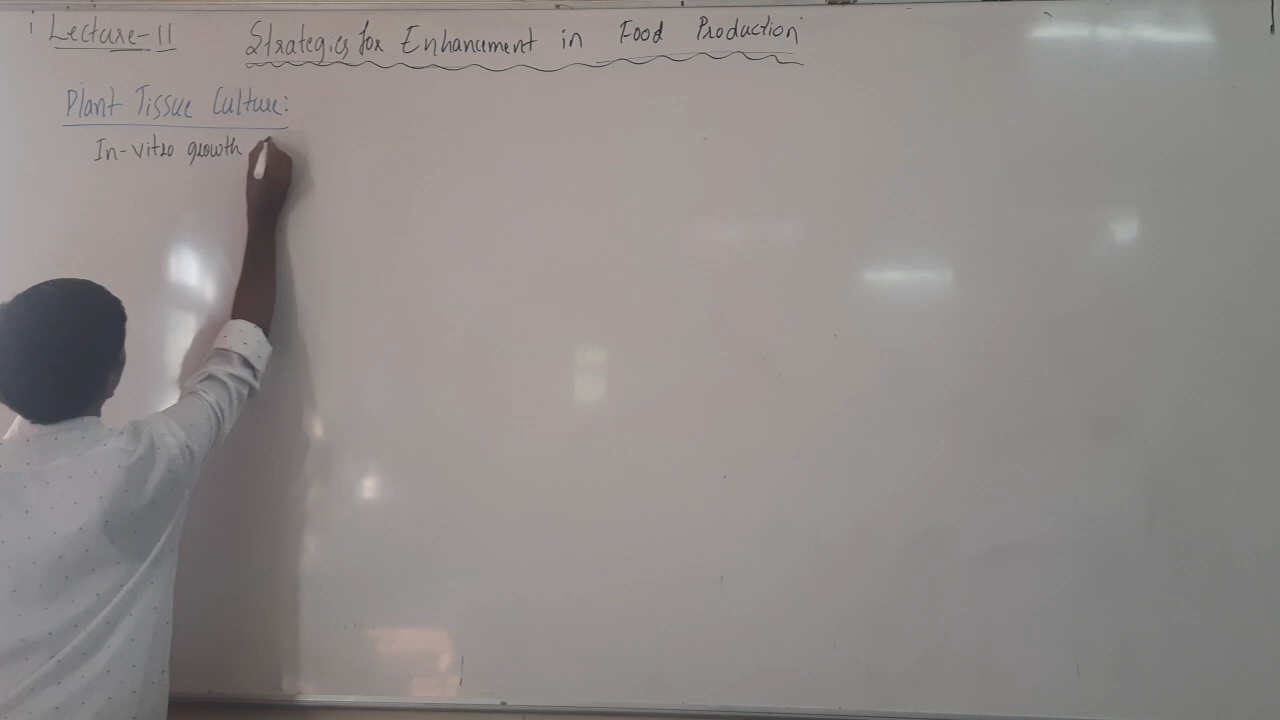 Lecture-11 Strategies for Enhancement in Food Production
Plant Tissue Culture:
In-vitro growth